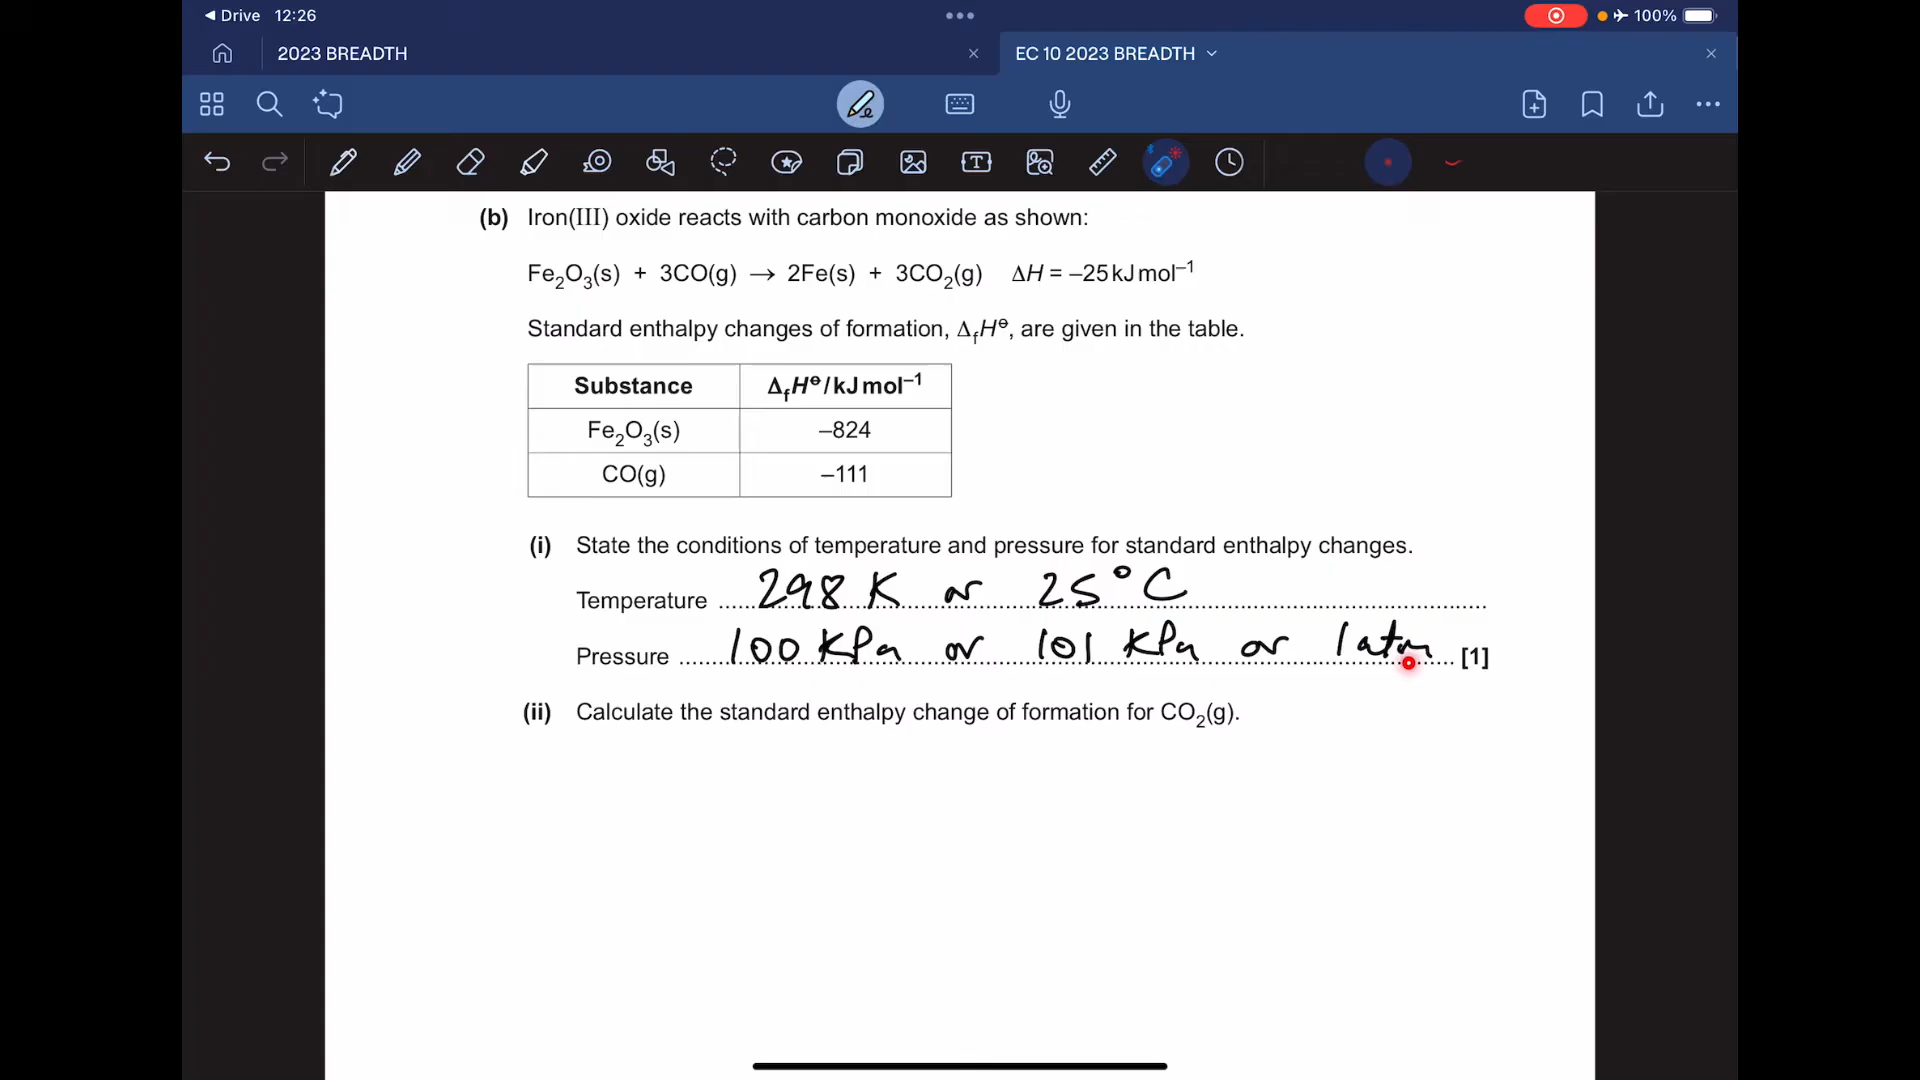 Drive 12:26 100%
2023 BREADTH EC 10 2023 BREADTH
(b) Iron(III) oxide reacts with carbon monoxide as shown:
Fe₂O₃(s) + 3CO(g) → 2Fe(s) + 3CO₂(g) ΔH = –25 kJ mol⁻¹
Standard enthalpy changes of formation, ΔfH⦵, are given in the table.
Substance ΔfH⦵/kJ mol⁻¹
Fe₂O₃(s) –824
CO(g) –111
(i) State the conditions of temperature and pressure for standard enthalpy changes.
Temperature 298 K or 25°C
Pressure 100 kPa or 101 kPa or 1 atm [1]
(ii) Calculate the standard enthalpy change of formation for CO₂(g).